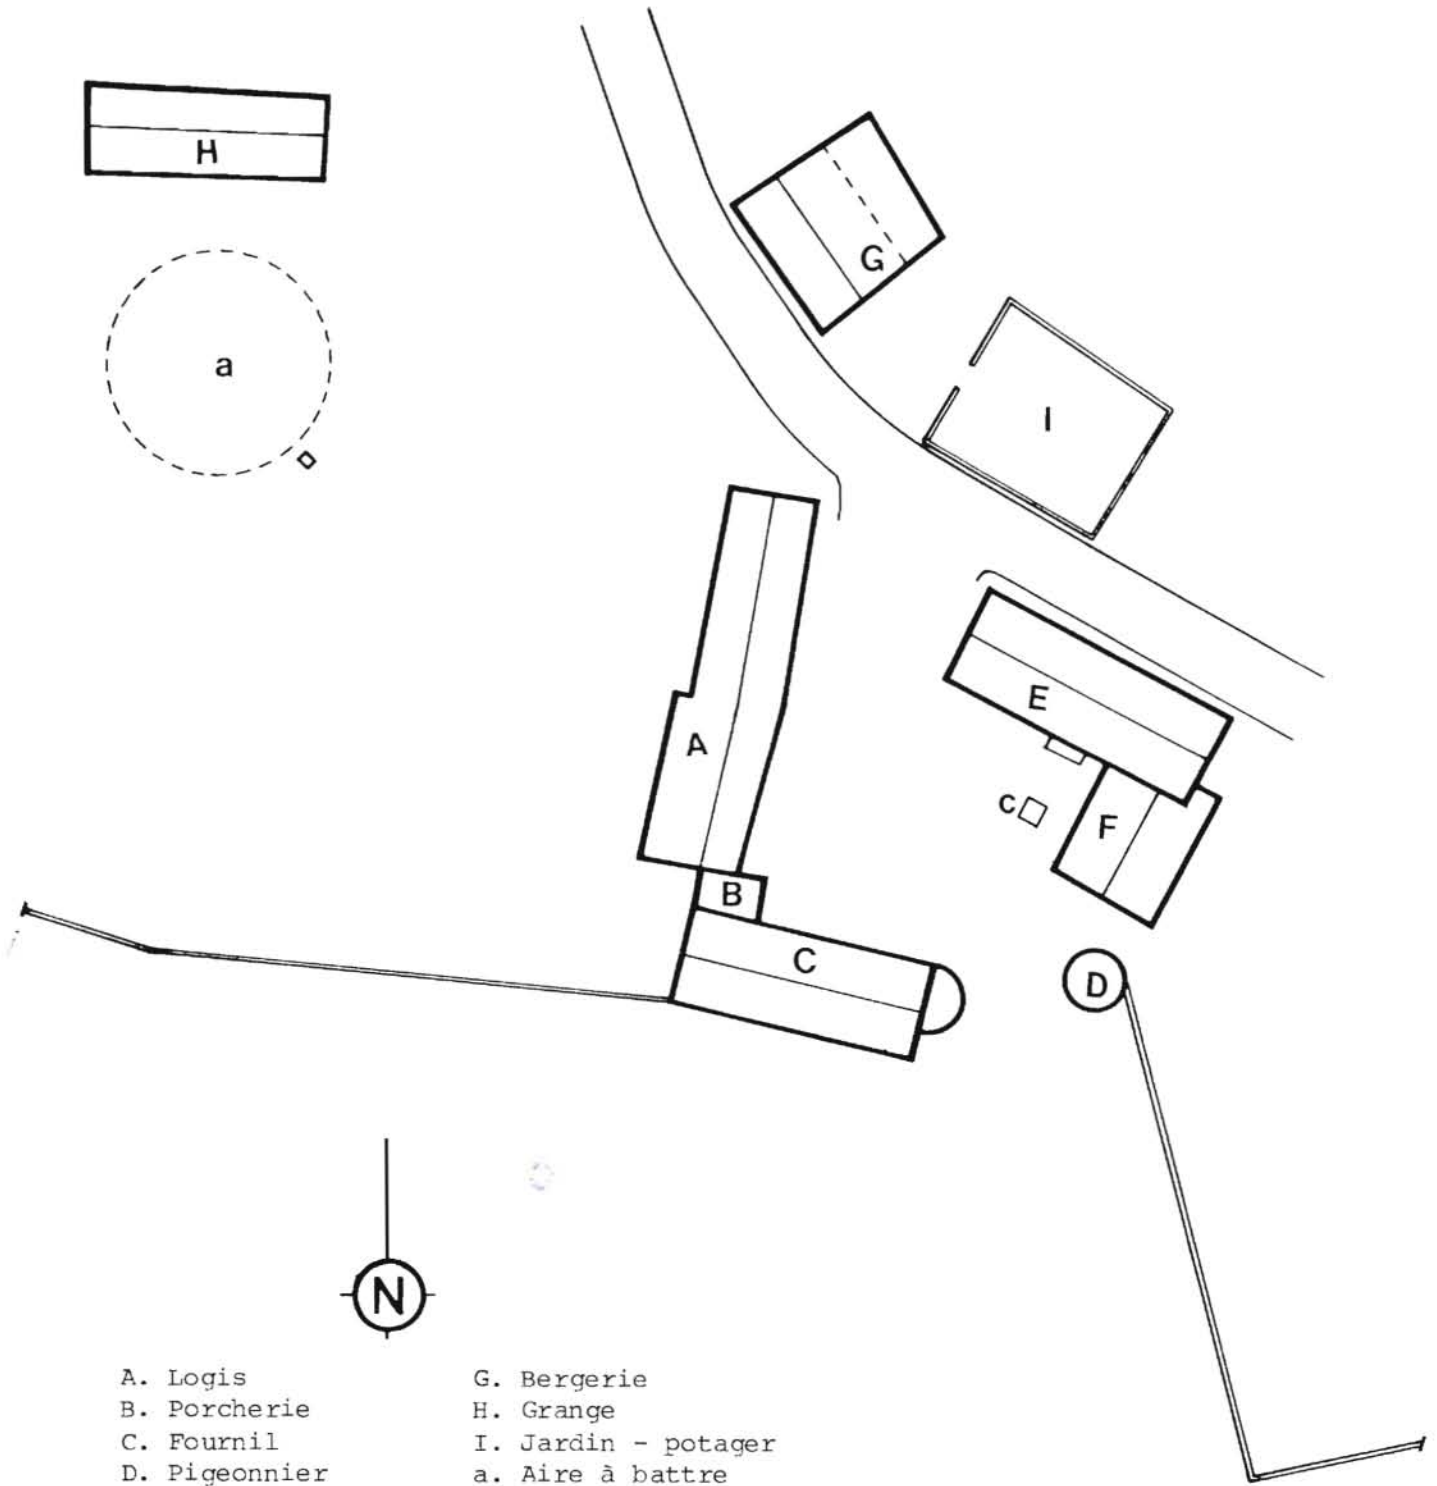 H
G
a
I
A
E
c
F
B
C
D
N
A. Logis
B. Porcherie
C. Fournil
D. Pigeonnier
G. Bergerie
H. Grange
I. Jardin - potager
a. Aire à battre